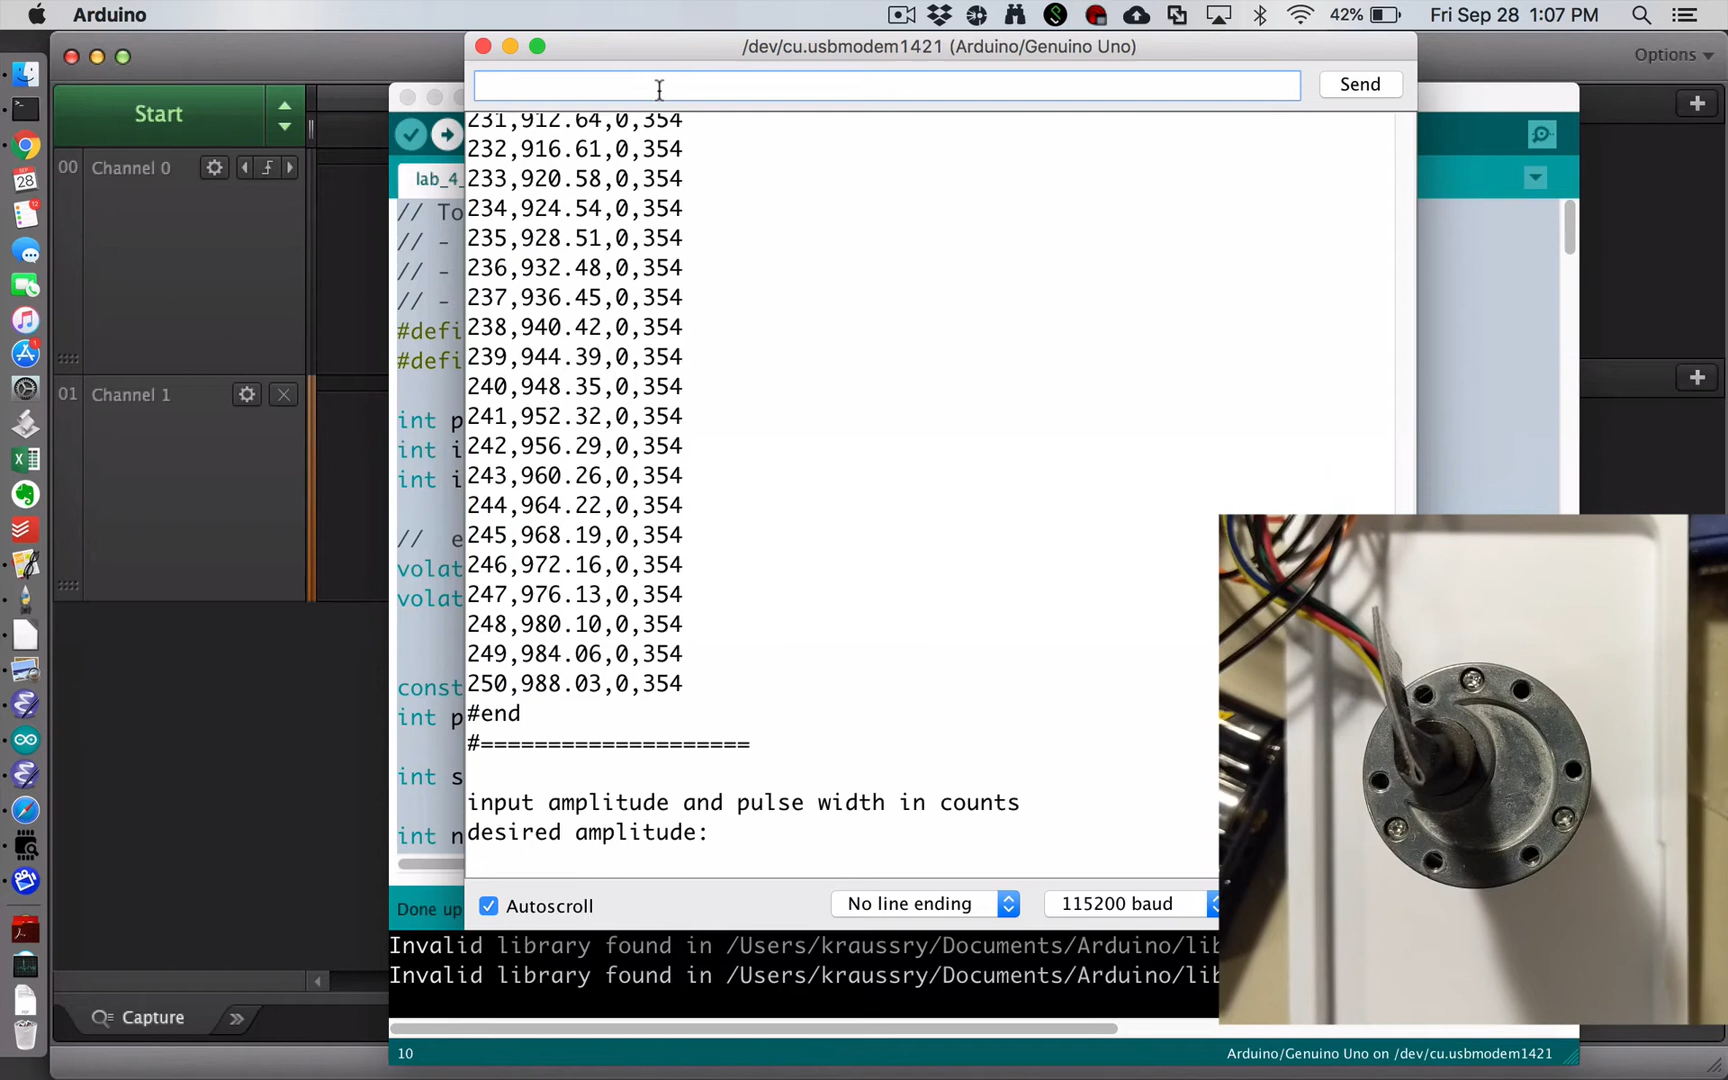 Arduino
42%
Fri Sep 28 1:07 PM
/dev/cu.usbmodem1421 (Arduino/Genuino Uno)
Options
Send
Start
00 Channel 0
01 Channel 1
SEP
28
12
1
lab_4_
// To
// -
// -
// -
#defi
#defi
int p
int i
int i
// e
volat
volat
const
int p
int s
int n
231,912.64,0,354
232,916.61,0,354
233,920.58,0,354
234,924.54,0,354
235,928.51,0,354
236,932.48,0,354
237,936.45,0,354
238,940.42,0,354
239,944.39,0,354
240,948.35,0,354
241,952.32,0,354
242,956.29,0,354
243,960.26,0,354
244,964.22,0,354
245,968.19,0,354
246,972.16,0,354
247,976.13,0,354
248,980.10,0,354
249,984.06,0,354
250,988.03,0,354
#end
#====================
input amplitude and pulse width in counts
desired amplitude:
Autoscroll
No line ending
115200 baud
Done up
Invalid library found in /Users/kraussry/Documents/Arduino/lib
Invalid library found in /Users/kraussry/Documents/Arduino/lib
Capture
10
Arduino/Genuino Uno on /dev/cu.usbmodem1421